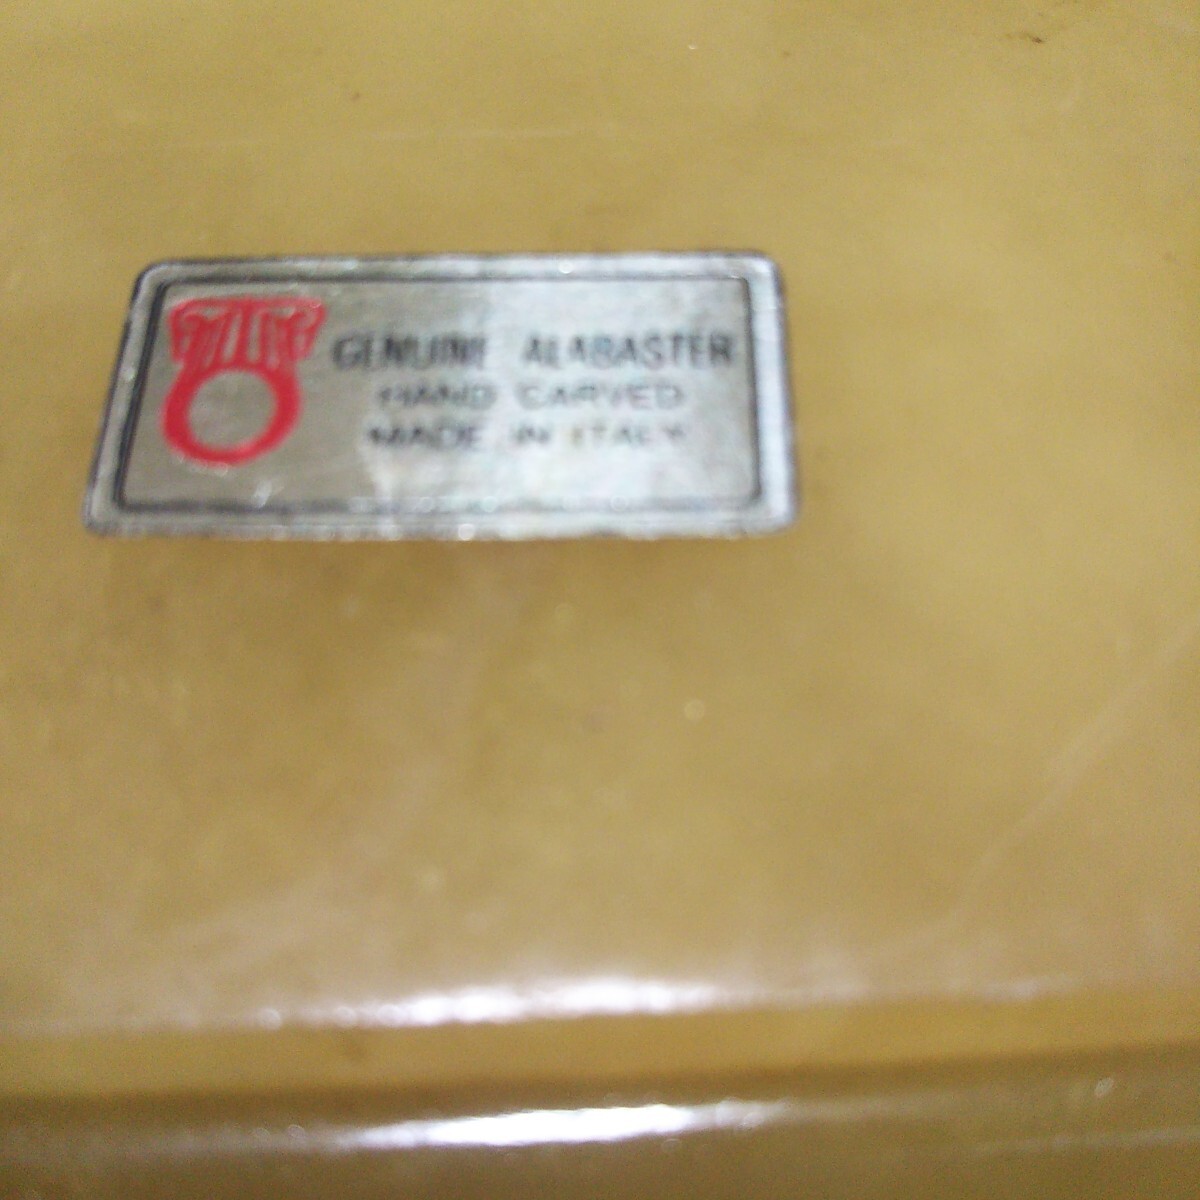 GENUINE ALABASTER
HAND CARVED
MADE IN ITALY